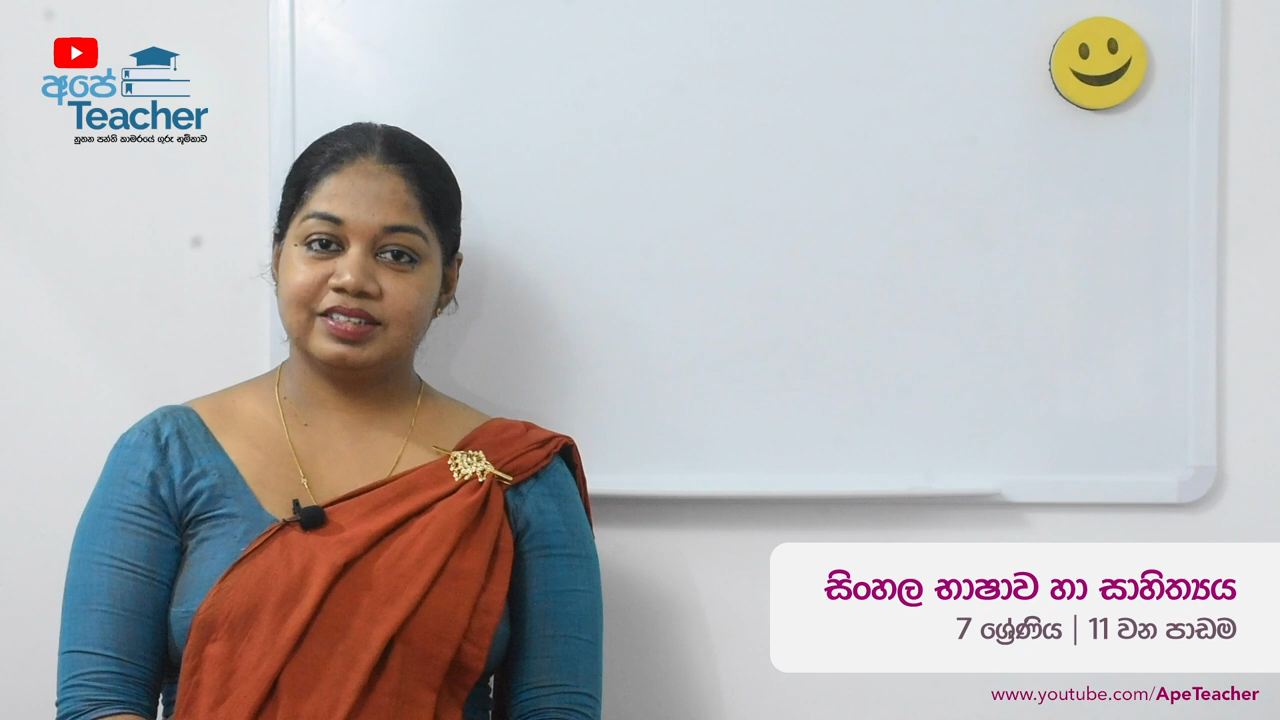 අපේ
Teacher
නූතන පන්ති කාමරයේ ගුරු භූමිකාව
සිංහල භාෂාව හා සාහිත්‍යය
7 ශ්‍රේණිය | 11 වන පාඩම
www.youtube.com/ApeTeacher